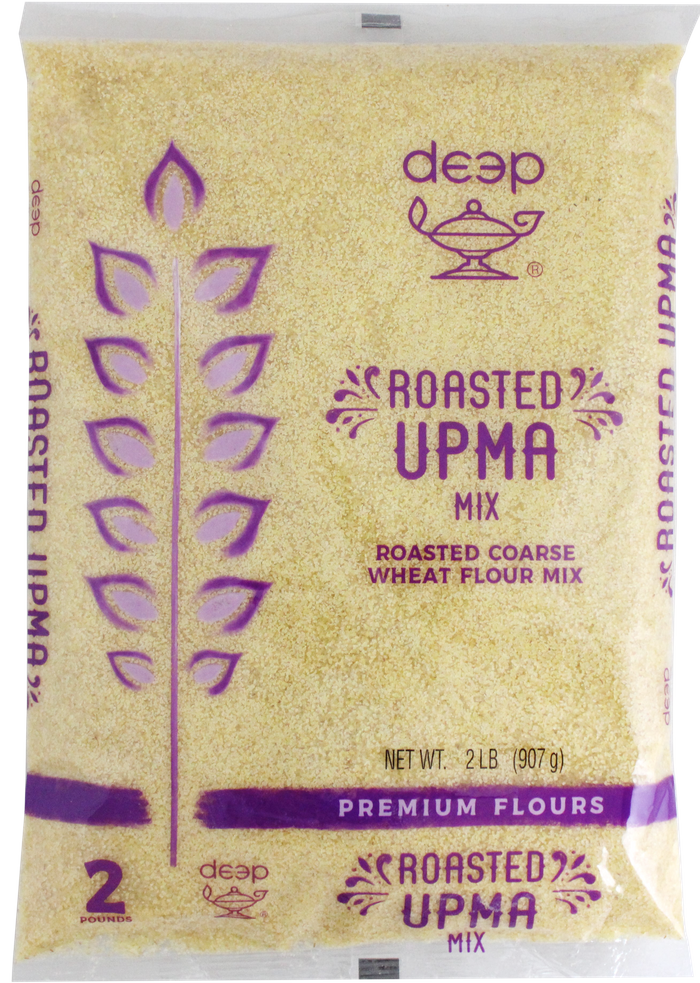 deep
®
ROASTED
UPMA
MIX
ROASTED COARSE
WHEAT FLOUR MIX
NET WT. 2 LB (907 g)
PREMIUM FLOURS
2
POUNDS
deep
®
ROASTED
UPMA
MIX
deep
ROASTED UPMA
ROASTED UPMA
deep